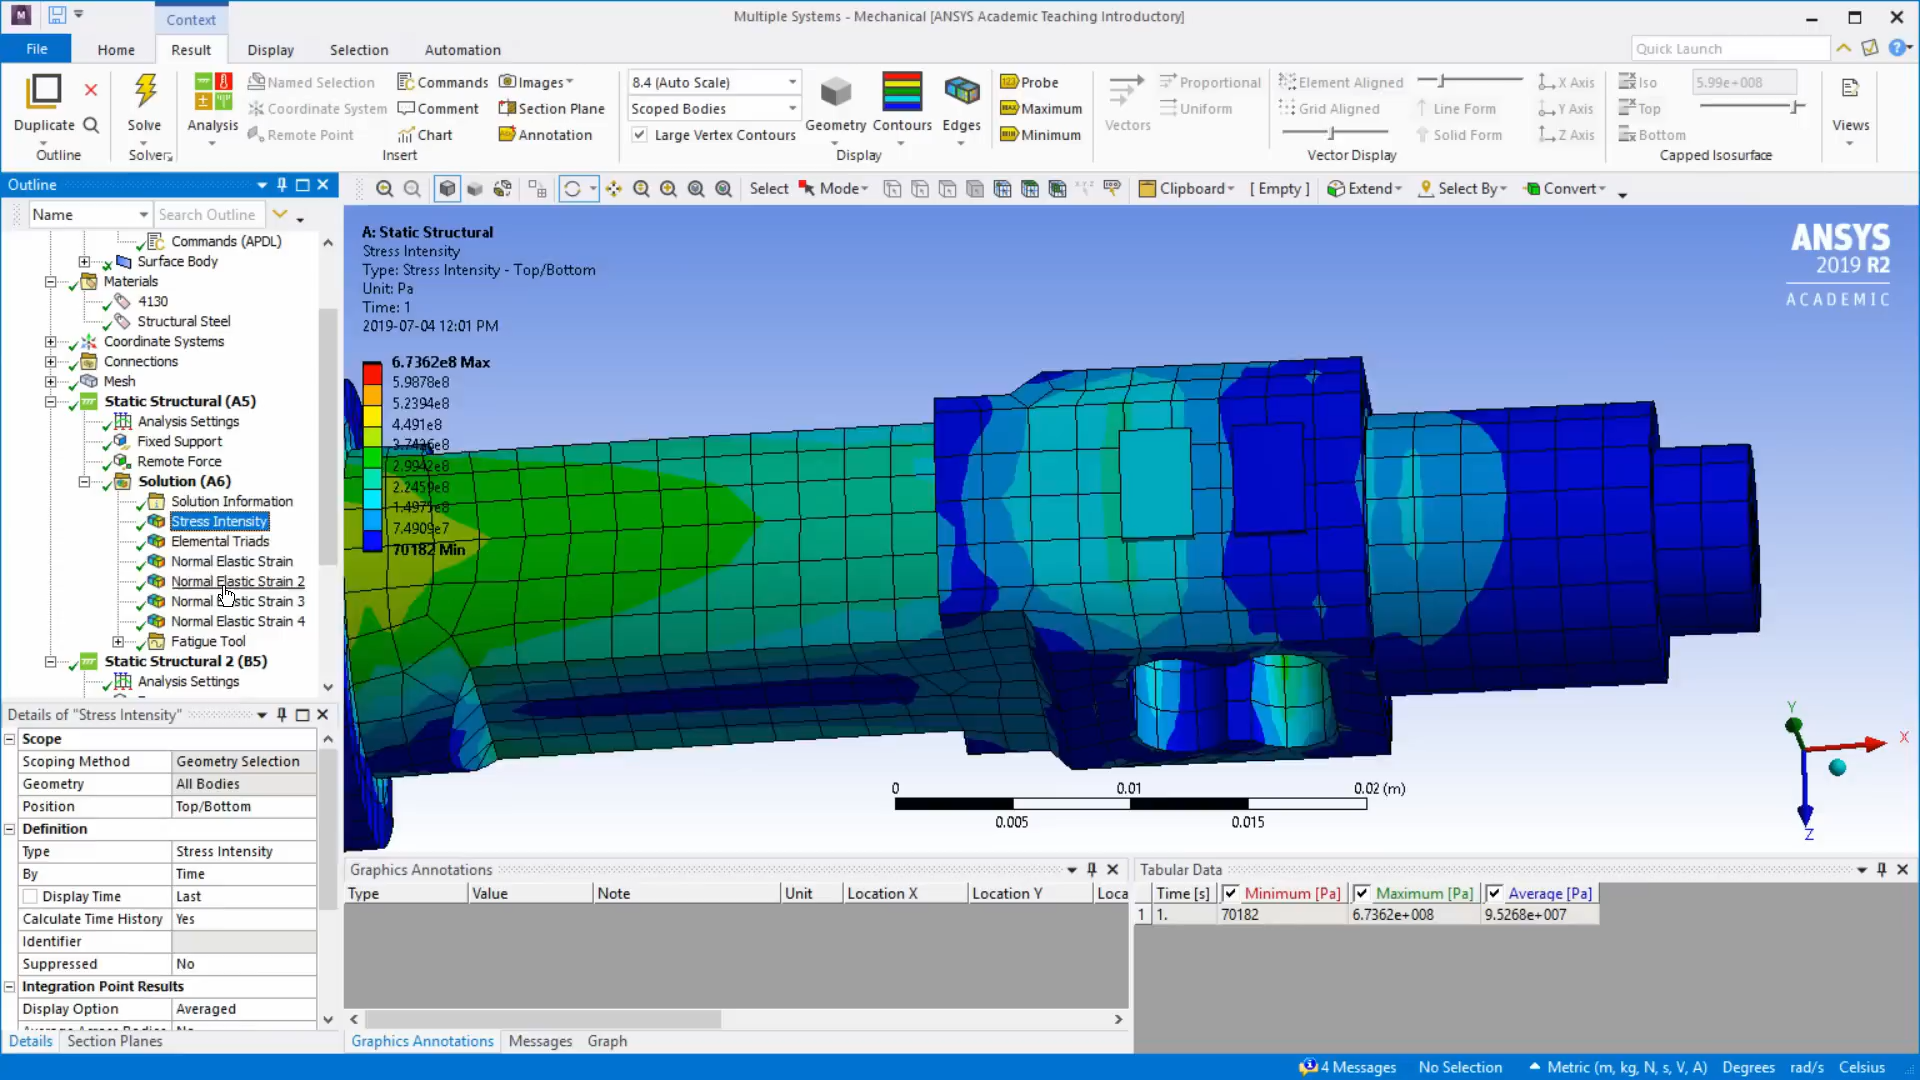 Context
Multiple Systems - Mechanical [ANSYS Academic Teaching Introductory]
File
Home
Result
Display
Selection
Automation
Quick Launch
Duplicate
Outline
Solve
Solver
Analysis
Named Selection
Coordinate System
Remote Point
Commands
Comment
Chart
Images
Section Plane
Annotation
Insert
8.4 (Auto Scale)
Scoped Bodies
Large Vertex Contours
Geometry
Contours
Edges
Display
Probe
Maximum
Minimum
Vectors
Proportional
Uniform
Element Aligned
Grid Aligned
Line Form
Solid Form
X Axis
Y Axis
Z Axis
Vector Display
Iso
Top
Bottom
5.99e+008
Capped Isosurface
Views
Outline
Name
Search Outline
Select
Mode
Clipboard
[ Empty ]
Extend
Select By
Convert
Commands (APDL)
Surface Body
Materials
4130
Structural Steel
Coordinate Systems
Connections
Mesh
Static Structural (A5)
Analysis Settings
Fixed Support
Remote Force
Solution (A6)
Solution Information
Stress Intensity
Elemental Triads
Normal Elastic Strain
Normal Elastic Strain 2
Normal Elastic Strain 3
Normal Elastic Strain 4
Fatigue Tool
Static Structural 2 (B5)
Analysis Settings
A: Static Structural
Stress Intensity
Type: Stress Intensity - Top/Bottom
Unit: Pa
Time: 1
2019-07-04 12:01 PM
6.7362e8 Max
5.9878e8
5.2394e8
4.491e8
3.7426e8
2.9942e8
2.2459e8
1.4975e8
7.4909e7
70182 Min
ANSYS
2019 R2
ACADEMIC
0
0.01
0.02 (m)
0.005
0.015
Y
X
Z
Details of "Stress Intensity"
Scope
Scoping Method Geometry Selection
Geometry All Bodies
Position Top/Bottom
Definition
Type Stress Intensity
By Time
Display Time Last
Calculate Time History Yes
Identifier
Suppressed No
Integration Point Results
Display Option Averaged
Details
Section Planes
Graphics Annotations
Type Value Note Unit Location X Location Y Loca
Graphics Annotations
Messages
Graph
Tabular Data
Time [s] Minimum [Pa] Maximum [Pa] Average [Pa]
1 1. 70182 6.7362e+008 9.5268e+007
4 Messages
No Selection
Metric (m, kg, N, s, V, A)
Degrees
rad/s
Celsius